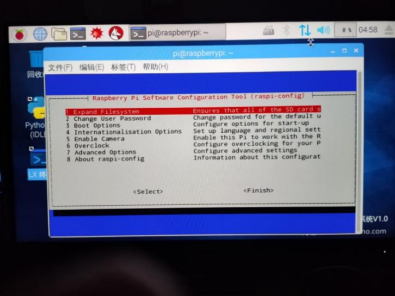 pi@raspberrypi: ~
04:58
pi@raspberrypi: ~
文件(F) 编辑(E) 标签(T) 帮助(H)
Raspberry Pi Software Configuration Tool (raspi-config)
1 Expand Filesystem Ensures that all of the SD card s
2 Change User Password Change password for the default u
3 Boot Options Configure options for start-up
4 Internationalisation Options Set up language and regional sett
5 Enable Camera Enable this Pi to work with the R
6 Overclock Configure overclocking for your P
7 Advanced Options Configure advanced settings
8 About raspi-config Information about this configurat
<Select> <Finish>
回收
Pytho
(IDL
LX 终
统V1.0
no.com